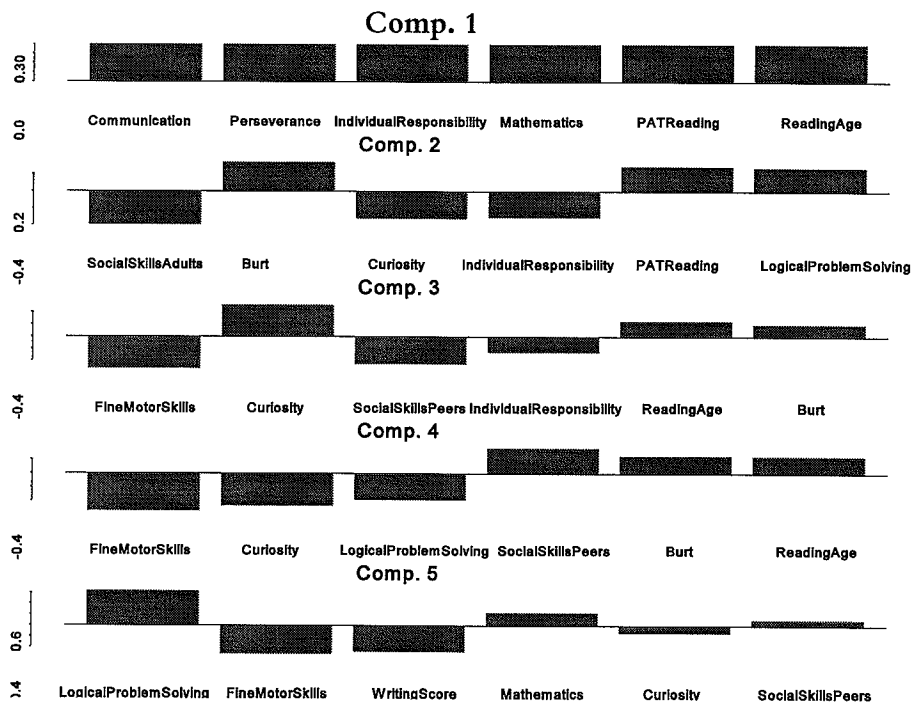 Comp. 1
0.30
Communication Perseverance IndividualResponsibility Mathematics PATReading ReadingAge
0.0
Comp. 2
0.2
SocialSkillsAdults Burt Curiosity IndividualResponsibility PATReading LogicalProblemSolving
-0.4
Comp. 3
FineMotorSkills Curiosity SocialSkillsPeers IndividualResponsibility ReadingAge Burt
-0.4
Comp. 4
FineMotorSkills Curiosity LogicalProblemSolving SocialSkillsPeers Burt ReadingAge
-0.4
Comp. 5
0.6
LogicalProblemSolving FineMotorSkills WritingScore Mathematics Curiosity SocialSkillsPeers